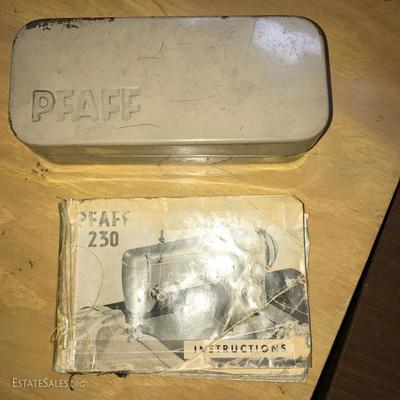 PFAFF
PFAFF
230
INSTRUCTIONS
ESTATESALES.ORG